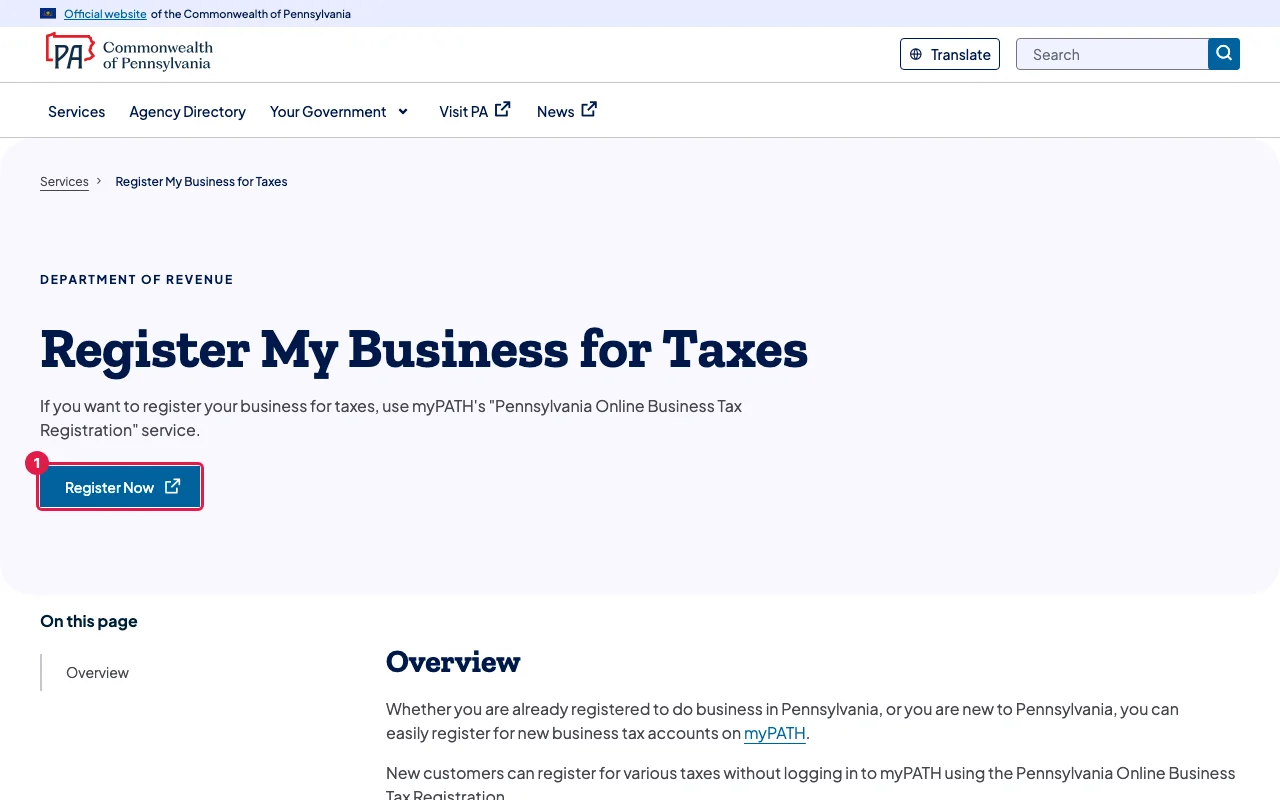 Official website of the Commonwealth of Pennsylvania
PA Commonwealth
of Pennsylvania
Translate
Search
Services
Agency Directory
Your Government
Visit PA
News
Services
Register My Business for Taxes
DEPARTMENT OF REVENUE
Register My Business for Taxes
If you want to register your business for taxes, use myPATH's "Pennsylvania Online Business Tax
Registration" service.
1
Register Now
On this page
Overview
Overview
Whether you are already registered to do business in Pennsylvania, or you are new to Pennsylvania, you can
easily register for new business tax accounts on myPATH.
New customers can register for various taxes without logging in to myPATH using the Pennsylvania Online Business
Tax Registration